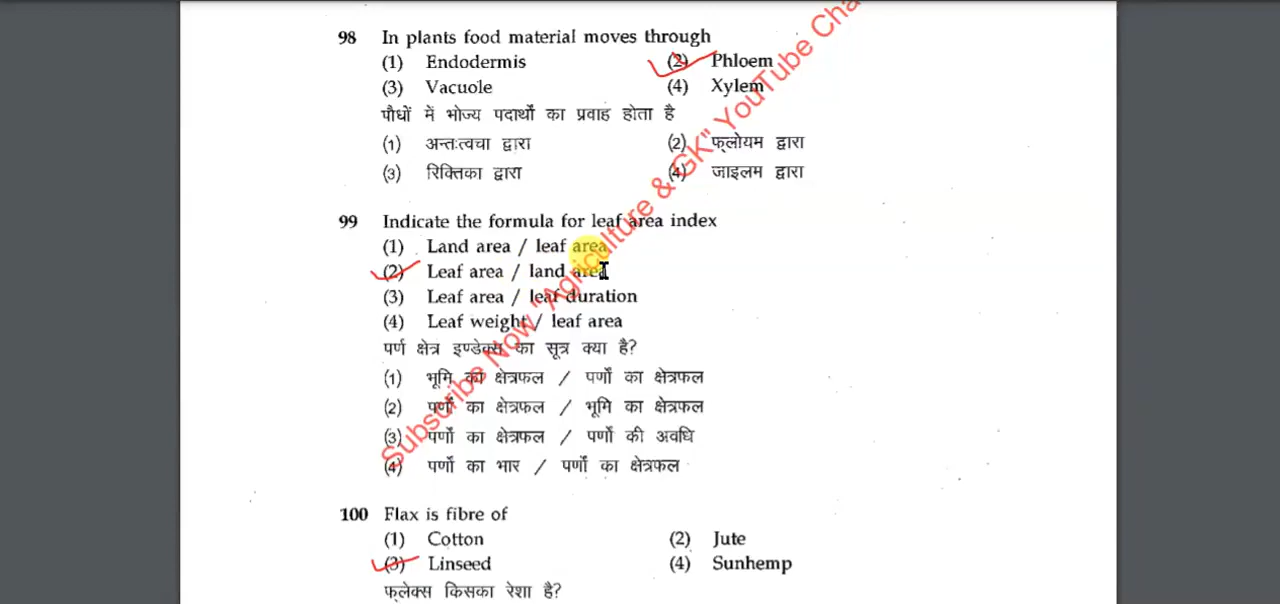 98 In plants food material moves through
(1) Endodermis (2) Phloem
(3) Vacuole (4) Xylem
पौधों में भोज्य पदार्थों का प्रवाह होता है
(1) अन्तःत्वचा द्वारा (2) फ्लोयम द्वारा
(3) रिक्तिका द्वारा (4) जाइलम द्वारा
99 Indicate the formula for leaf area index
(1) Land area / leaf area
(2) Leaf area / land area
(3) Leaf area / leaf duration
(4) Leaf weight / leaf area
पर्ण क्षेत्र इण्डेक्स का सूत्र क्या है?
(1) भूमि का क्षेत्रफल / पर्णों का क्षेत्रफल
(2) पर्णों का क्षेत्रफल / भूमि का क्षेत्रफल
(3) पर्णों का क्षेत्रफल / पर्णों की अवधि
(4) पर्णों का भार / पर्णों का क्षेत्रफल
100 Flax is fibre of
(1) Cotton (2) Jute
(3) Linseed (4) Sunhemp
फ्लेक्स किसका रेशा है?
Subscribe Now "Agriculture & GK" YouTube Cha